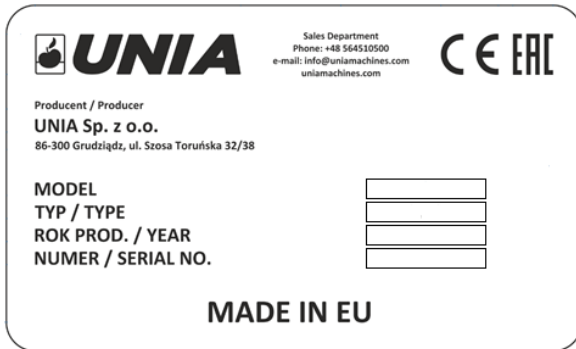 UNIA
Sales Department
Phone: +48 564510500
e-mail: info@uniamachines.com
uniamachines.com
CE EAC
Producent / Producer
UNIA Sp. z o.o.
86-300 Grudziądz, ul. Szosa Toruńska 32/38
MODEL
TYP / TYPE
ROK PROD. / YEAR
NUMER / SERIAL NO.
MADE IN EU